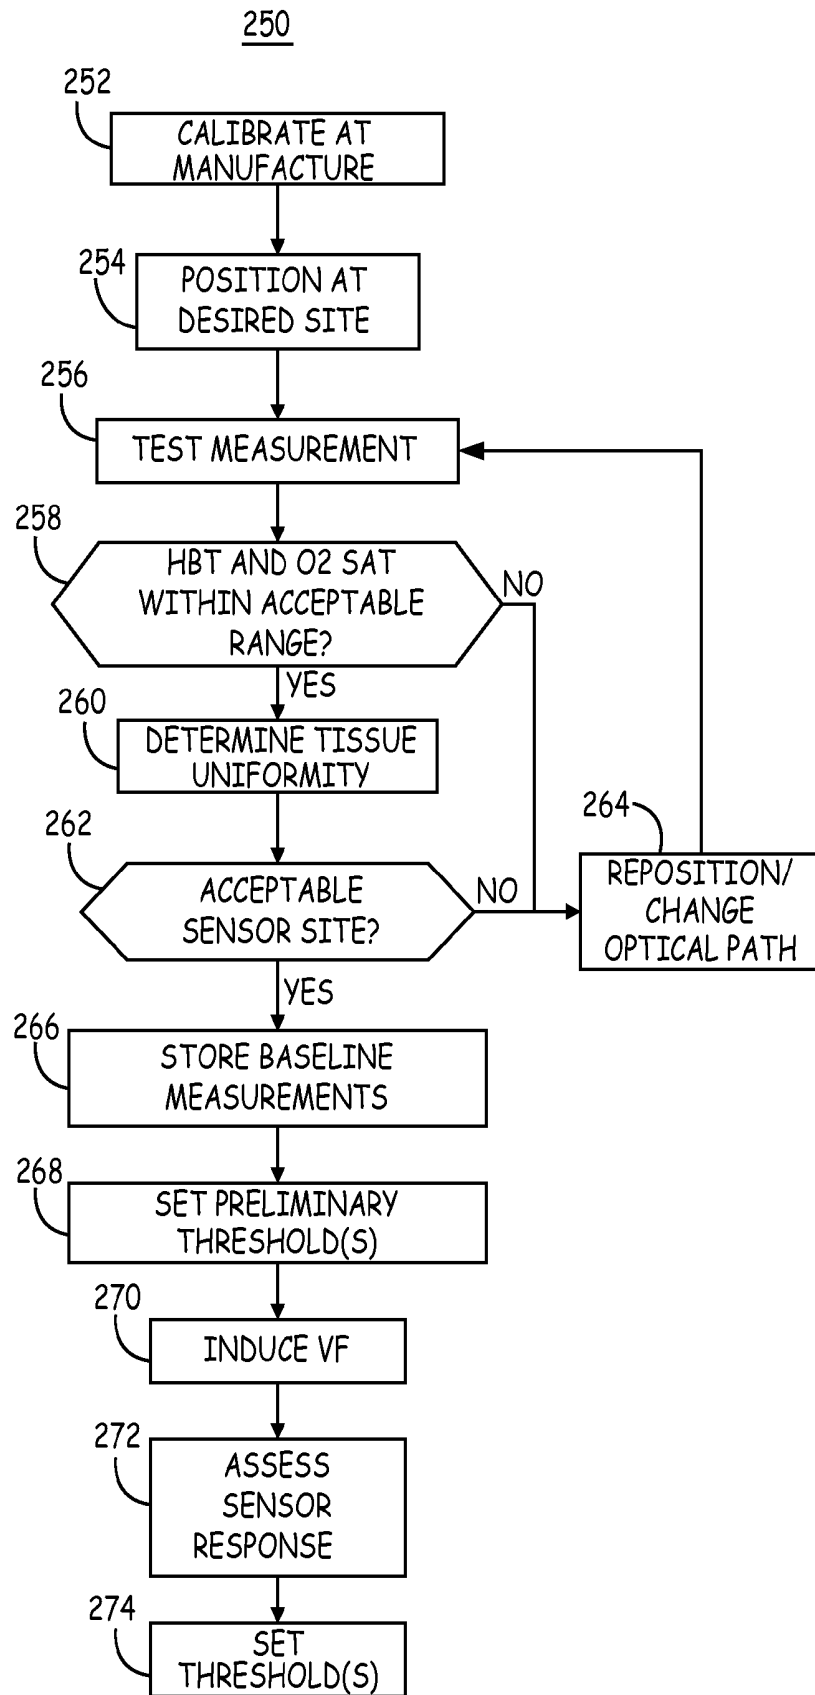 250
252
CALIBRATE AT
MANUFACTURE
254
POSITION AT
DESIRED SITE
256
TEST MEASUREMENT
258
HBT AND O2 SAT
WITHIN ACCEPTABLE
RANGE?
NO
YES
260
DETERMINE TISSUE
UNIFORMITY
262
ACCEPTABLE
SENSOR SITE?
NO
264
REPOSITION/
CHANGE
OPTICAL PATH
YES
266
STORE BASELINE
MEASUREMENTS
268
SET PRELIMINARY
THRESHOLD(S)
270
INDUCE VF
272
ASSESS
SENSOR
RESPONSE
274
SET
THRESHOLD(S)